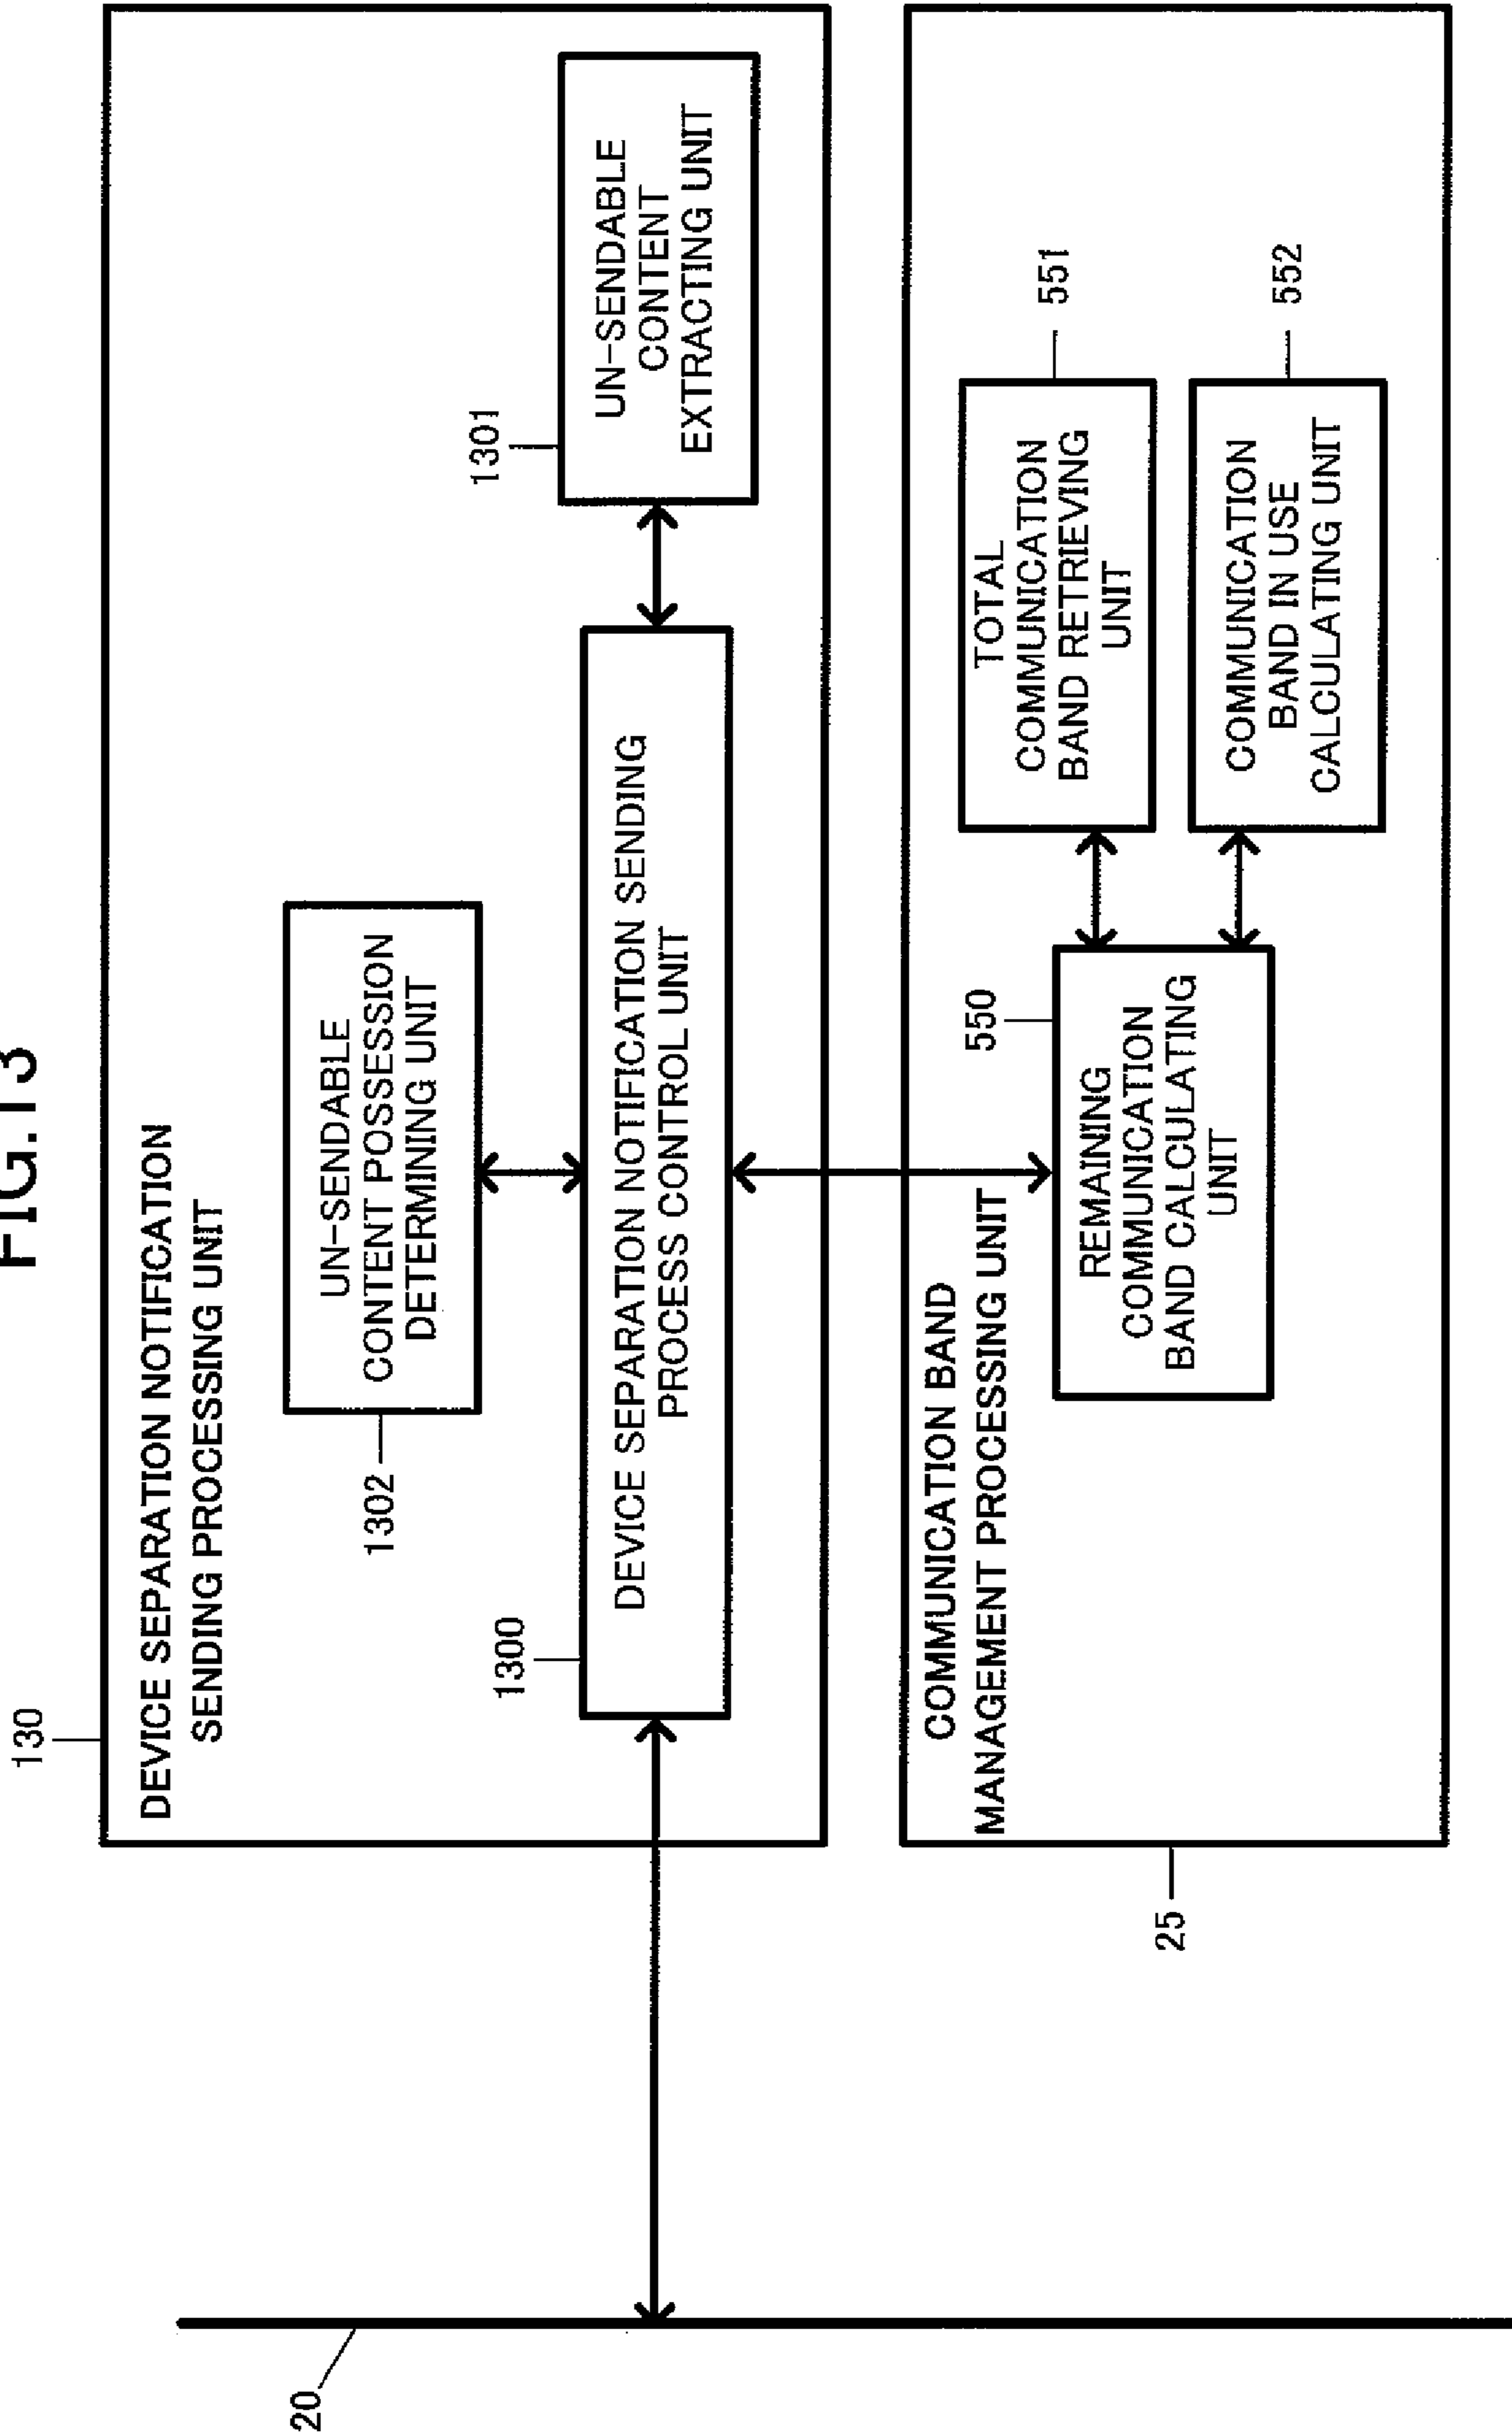 FIG.13
130
DEVICE SEPARATION NOTIFICATION
SENDING PROCESSING UNIT
1302
UN-SENDABLE
CONTENT POSSESSION
DETERMINING UNIT
1301
UN-SENDABLE
CONTENT
EXTRACTING UNIT
1300
DEVICE SEPARATION NOTIFICATION SENDING
PROCESS CONTROL UNIT
COMMUNICATION BAND
MANAGEMENT PROCESSING UNIT
550
REMAINING
COMMUNICATION
BAND CALCULATING
UNIT
TOTAL
COMMUNICATION
BAND RETRIEVING
UNIT
551
COMMUNICATION
BAND IN USE
CALCULATING UNIT
552
25
20